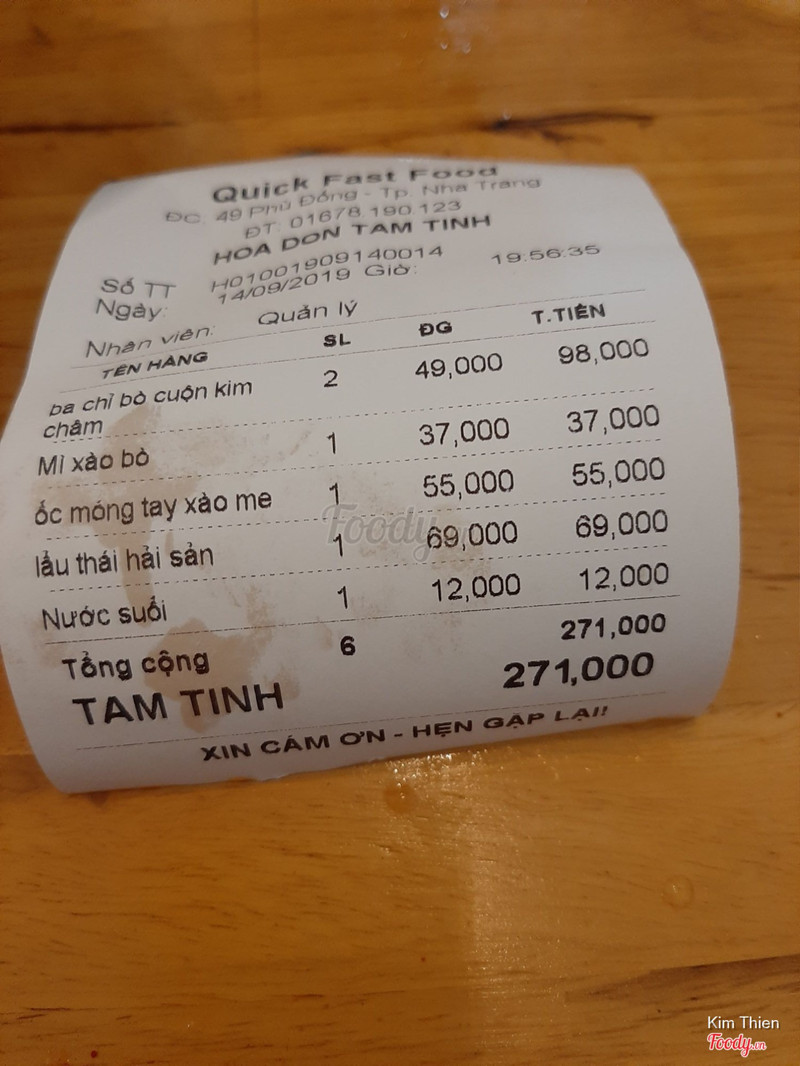 Quick Fast Food
ĐC. 49 Phù Đổng - Tp. Nha Trang
ĐT. 01678.190.123
HOA DON TAM TINH
Số TT H01001909140014
Ngày: 14/09/2019 Giờ: 19:56:35
Nhân viên: Quản lý
TÊN HÀNG SL ĐG T.TIỀN
ba chỉ bò cuộn kim châm 2 49,000 98,000
Mì xào bò 1 37,000 37,000
ốc móng tay xào me 1 55,000 55,000
lẩu thái hải sản 1 69,000 69,000
Nước suối 1 12,000 12,000
Tổng cộng 6 271,000
TAM TINH 271,000
XIN CÁM ƠN - HẸN GẶP LẠI!
Foody
Kim Thien
Foody.vn